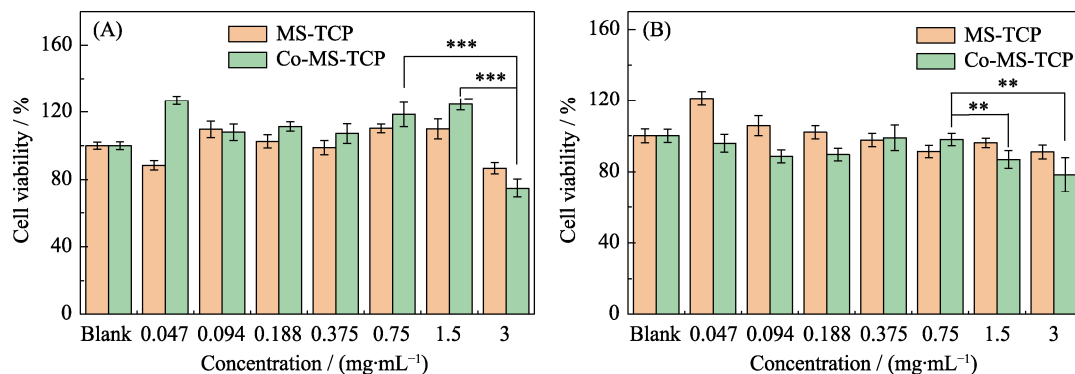 (A)
MS-TCP
Co-MS-TCP
***
***
160
120
80
40
0
Cell viability / %
Blank 0.047 0.094 0.188 0.375 0.75 1.5 3
Concentration / (mg·mL⁻¹)
(B)
MS-TCP
Co-MS-TCP
**
**
160
120
80
40
0
Cell viability / %
Blank 0.047 0.094 0.188 0.375 0.75 1.5 3
Concentration / (mg·mL⁻¹)